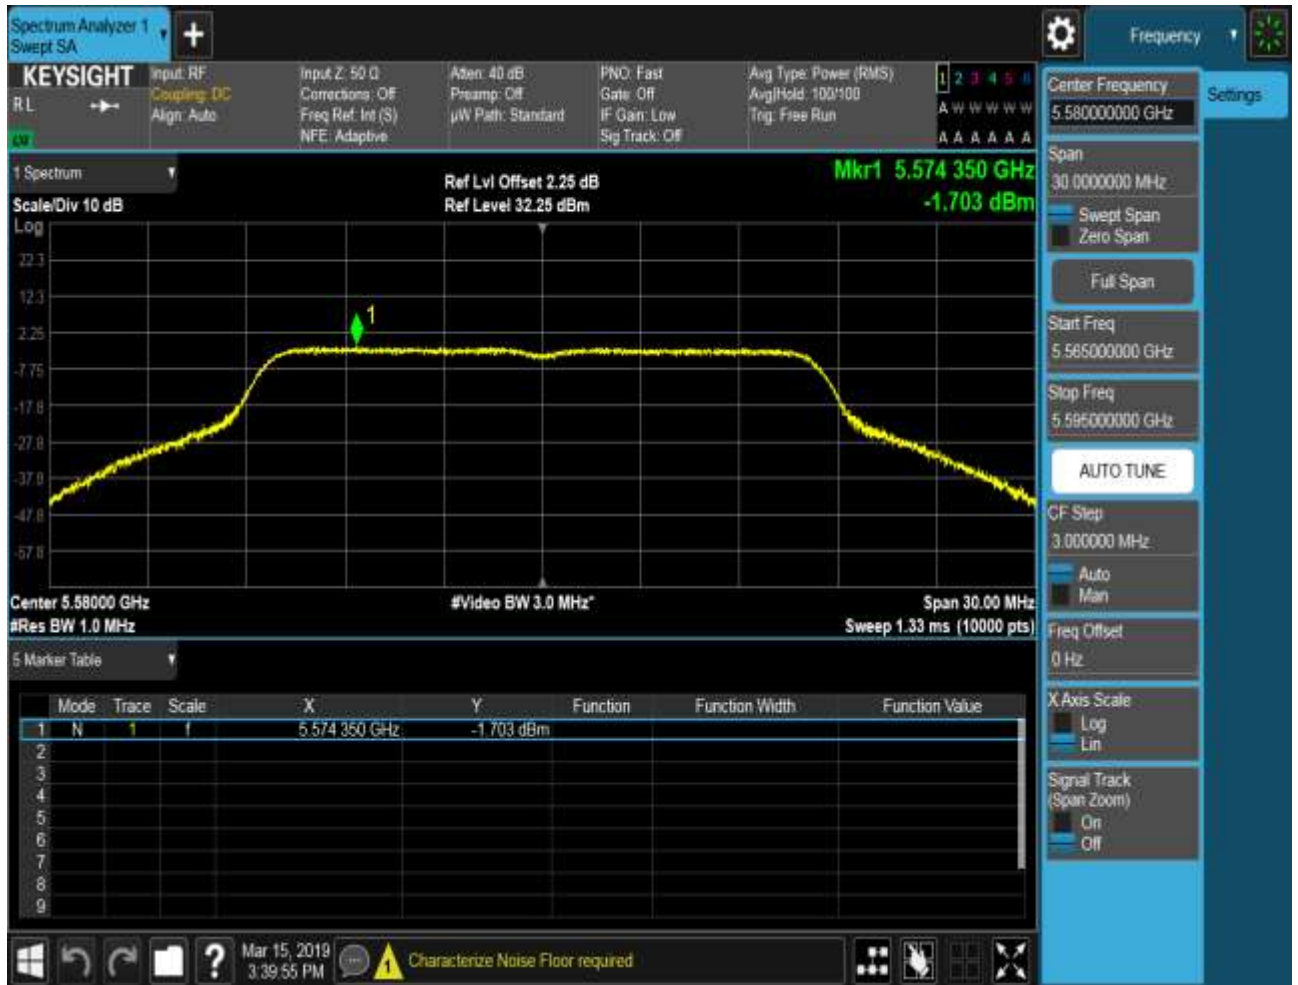 Spectrum Analyzer 1
Swept SA
Frequency
KEYSIGHT
RL
Input: RF
Coupling: DC
Align: Auto
Input Z: 50 Ω
Corrections: Off
Freq Ref: Int (S)
NFE: Adaptive
Atten: 40 dB
Preamp: Off
µW Path: Standard
PNO: Fast
Gate: Off
IF Gain: Low
Sig Track: Off
Avg Type: Power (RMS)
Avg|Hold: 100/100
Trig: Free Run
1 2 3 4 5 6
A W W W W W
A A A A A A
1 Spectrum
Scale/Div 10 dB
Ref Lvl Offset 2.25 dB
Ref Level 32.25 dBm
Mkr1 5.574 350 GHz
-1.703 dBm
Log
22.3
12.3
2.25
-7.75
-17.8
-27.8
-37.8
-47.8
-57.8
1
Center 5.58000 GHz
#Res BW 1.0 MHz
#Video BW 3.0 MHz*
Span 30.00 MHz
Sweep 1.33 ms (10000 pts)
5 Marker Table
Mode Trace Scale X Y Function Function Width Function Value
1 N 1 f 5.574 350 GHz -1.703 dBm
2
3
4
5
6
7
8
9
Mar 15, 2019
3:39:55 PM
?
1
Characterize Noise Floor required
Center Frequency
5.580000000 GHz
Settings
Span
30.0000000 MHz
Swept Span
Zero Span
Full Span
Start Freq
5.565000000 GHz
Stop Freq
5.595000000 GHz
AUTO TUNE
CF Step
3.000000 MHz
Auto
Man
Freq Offset
0 Hz
X Axis Scale
Log
Lin
Signal Track
(Span Zoom)
On
Off